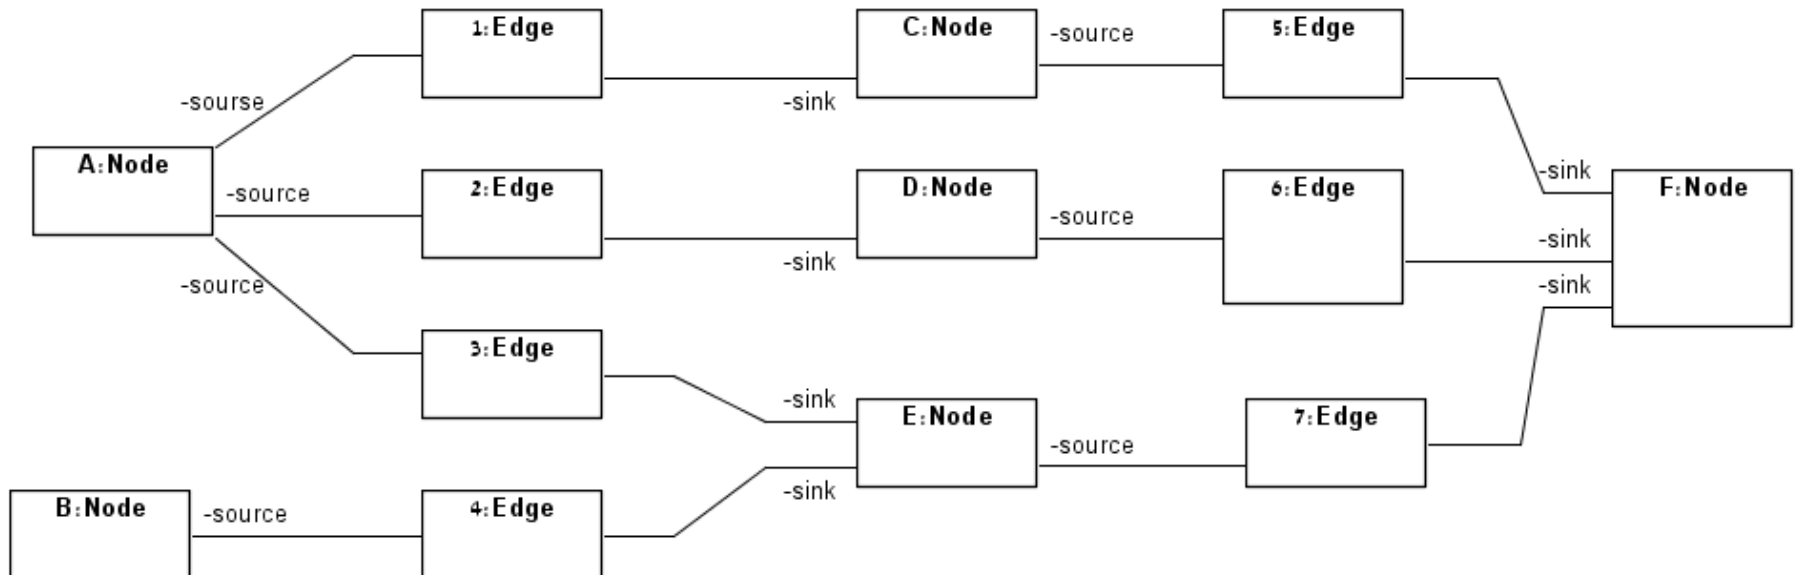 1:Edge
C:Node
-source
5:Edge
-sourse
-sink
A:Node
-source
2:Edge
D:Node
-source
6:Edge
-sink
F:Node
-sink
-sink
-source
-sink
3:Edge
-sink
E:Node
-source
7:Edge
B:Node
-source
4:Edge
-sink